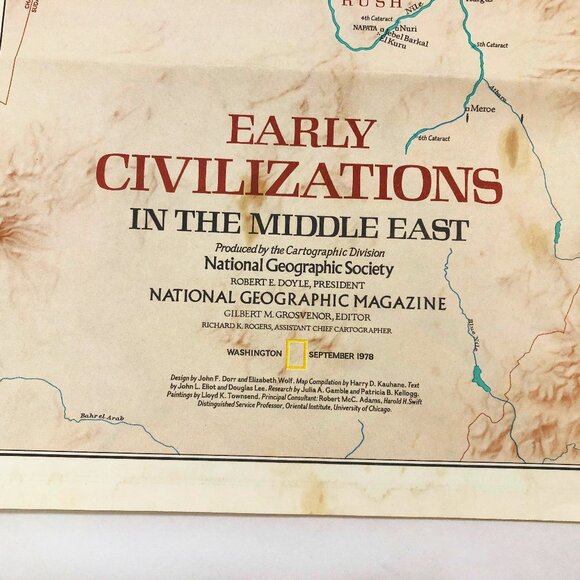 KUSH
Nile
4th Cataract
NAPATA
Nuri
Jebel Barkal
El Kuru
5th Cataract
Atbara
Meroe
6th Cataract
EARLY
CIVILIZATIONS
IN THE MIDDLE EAST
Produced by the Cartographic Division
National Geographic Society
ROBERT E. DOYLE, PRESIDENT
NATIONAL GEOGRAPHIC MAGAZINE
GILBERT M. GROSVENOR, EDITOR
RICHARD K. ROGERS, ASSISTANT CHIEF CARTOGRAPHER
WASHINGTON SEPTEMBER 1978
Design by John F. Dorr and Elizabeth Wolf. Map Compilation by Harry D. Kauhane. Text
by John L. Eliot and Douglas Lee. Research by Julia A. Gamble and Patricia B. Kellogg.
Paintings by Lloyd K. Townsend. Principal Consultant: Robert McC. Adams, Harold H. Swift
Distinguished Service Professor, Oriental Institute, University of Chicago.
Blue Nile
Bahr el Arab